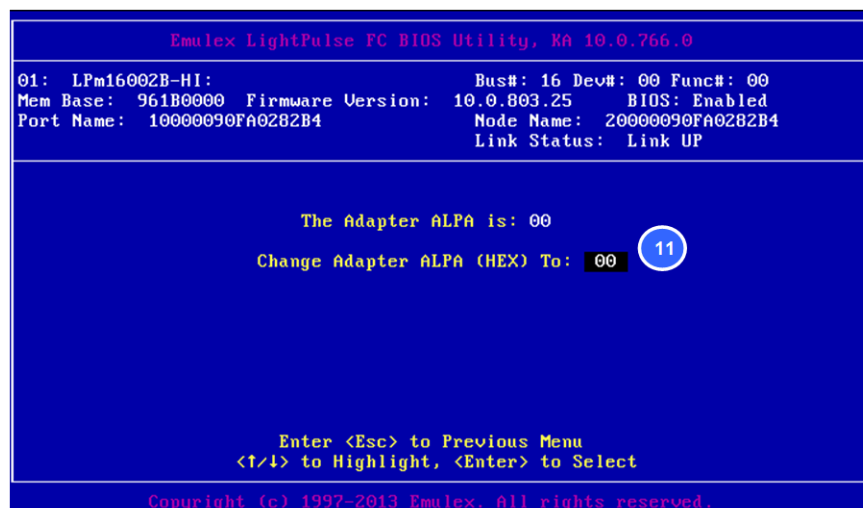 Emulex LightPulse FC BIOS Utility, KA 10.0.766.0
01: LPm16002B-HI: Bus#: 16 Dev#: 00 Func#: 00
Mem Base: 961B0000 Firmware Version: 10.0.803.25 BIOS: Enabled
Port Name: 10000090FA0282B4 Node Name: 20000090FA0282B4
Link Status: Link UP
The Adapter ALPA is: 00
Change Adapter ALPA (HEX) To: 00 11
Enter <Esc> to Previous Menu
<↑/↓> to Highlight, <Enter> to Select
Copyright (c) 1997-2013 Emulex. All rights reserved.